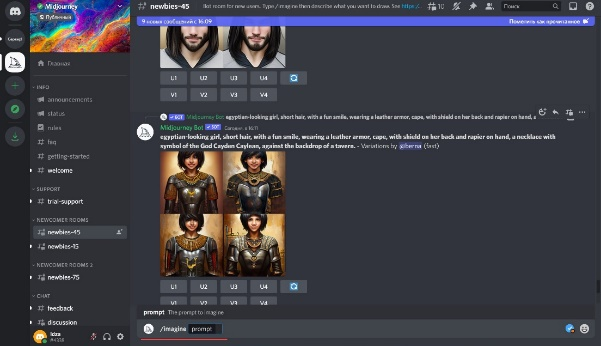 Midjourney
Публичный
# newbies-45
Bot room for new users. Type /imagine then describe what you want to draw. See https:/
10
Поиск
9 новых сообщений с 16:09
Пометить как прочитанное
Главная
U1 U2 U3 U4
V1 V2 V3 V4
INFO
announcements
status
rules
faq
getting-started
welcome
SUPPORT
trial-support
NEWCOMER ROOMS
newbies-45
newbies-15
NEWCOMER ROOMS 2
newbies-75
CHAT
feedback
discussion
BOT Midjourney Bot egyptian-looking girl, short hair, with a fun smile, wearing a leather armor, cape, with shield on her back and rapier on hand, a
Midjourney Bot BOT Сегодня, в 16:11
egyptian-looking girl, short hair, with a fun smile, wearing a leather armor, cape, with shield on her back and rapier on hand, a necklace with
symbol of the God Cayden Caylean, against the backdrop of a tavern. - Variations by (fast)
U1 U2 U3 U4
V1 V2 V3 V4
prompt The prompt to imagine
/imagine prompt